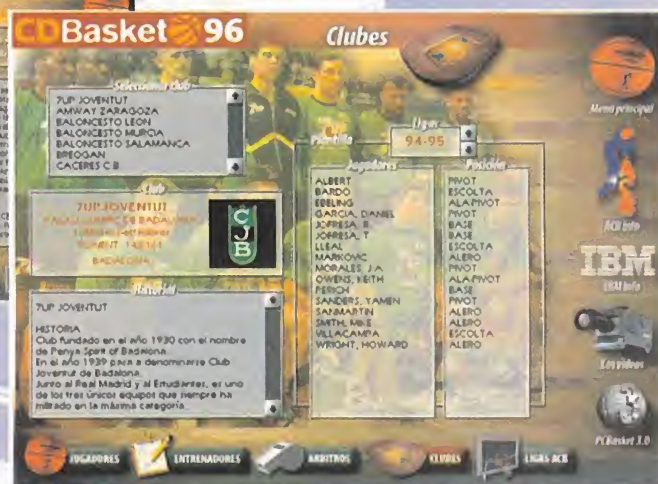 CDBasket 96
Clubes
Selecciona club
7UP JOVENTUT
AMWAY ZARAGOZA
BALONCESTO LEON
BALONCESTO MURCIA
BALONCESTO SALAMANCA
BREOGAN
CACERES C.B.
Club
7UP JOVENTUT
BADALONA
CJB
Historial
7UP JOVENTUT
HISTORIA
Club fundado en el año 1930 con el nombre
de Penya Spirit of Badalona.
En el año 1939 pasa a denominarse Club
Joventut de Badalona.
Junto al Real Madrid y al Estudiantes, es uno
de los tres únicos equipos que siempre ha
militado en la máxima categoría.
Ligas
94-95
Plantilla
Jugadores Posición
ALBERT PIVOT
BARDO ESCOLTA
EBELING ALA-PIVOT
GARCIA, DANIEL PIVOT
JOFRESA, R BASE
JOFRESA, T BASE
LLEAL ESCOLTA
MARKOVIC ALERO
MORALES, J.A. PIVOT
OWENS, KEITH ALA-PIVOT
PERICH BASE
SANDERS, YAMEN PIVOT
SANMARTIN ALERO
SMITH, MIKE ALERO
VILLACAMPA ESCOLTA
WRIGHT, HOWARD ALERO
Menú principal
ACB Info
IBM
IBM Info
Los videos
PCBasket 3.0
JUGADORES
ENTRENADORES
ARBITROS
CLUBES
LIGAS ACB